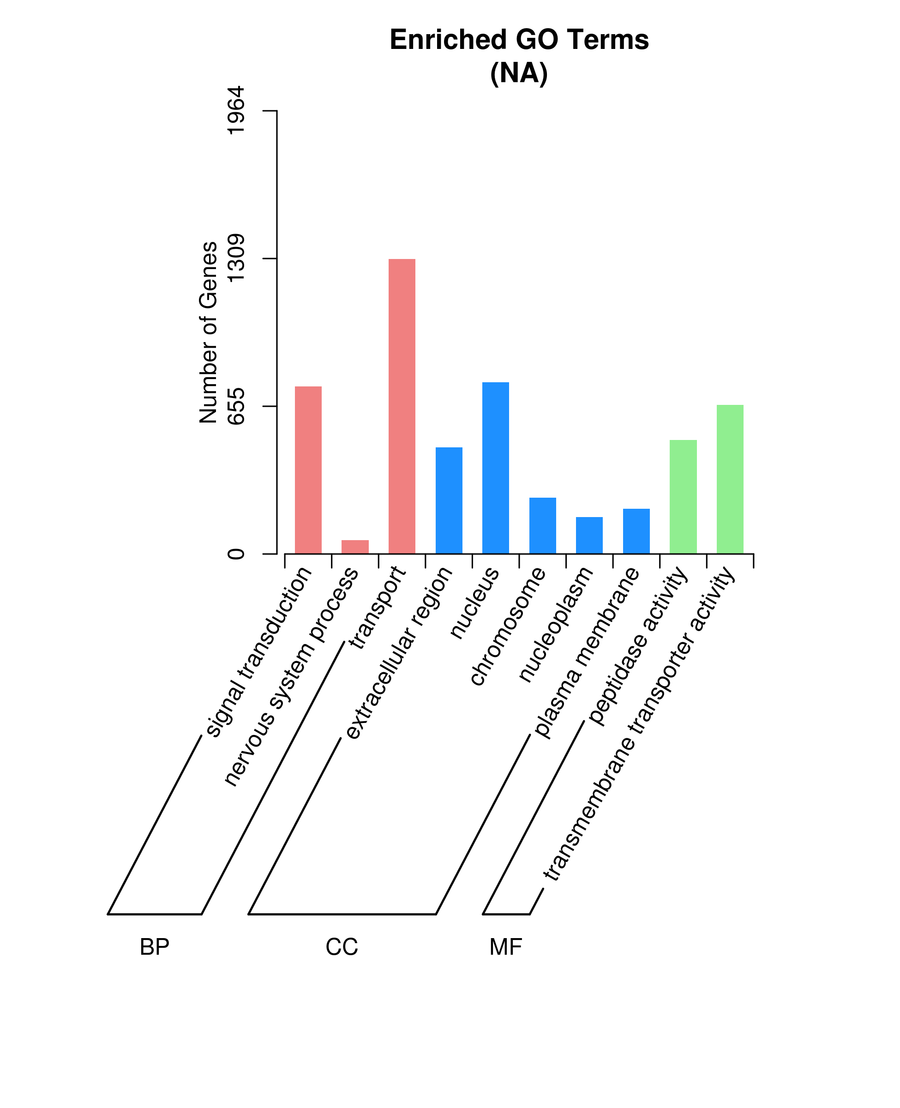 Enriched GO Terms
(NA)
Number of Genes
1964
1309
655
0
signal transduction
nervous system process
transport
extracellular region
nucleus
chromosome
nucleoplasm
plasma membrane
peptidase activity
transmembrane transporter activity
BP
CC
MF